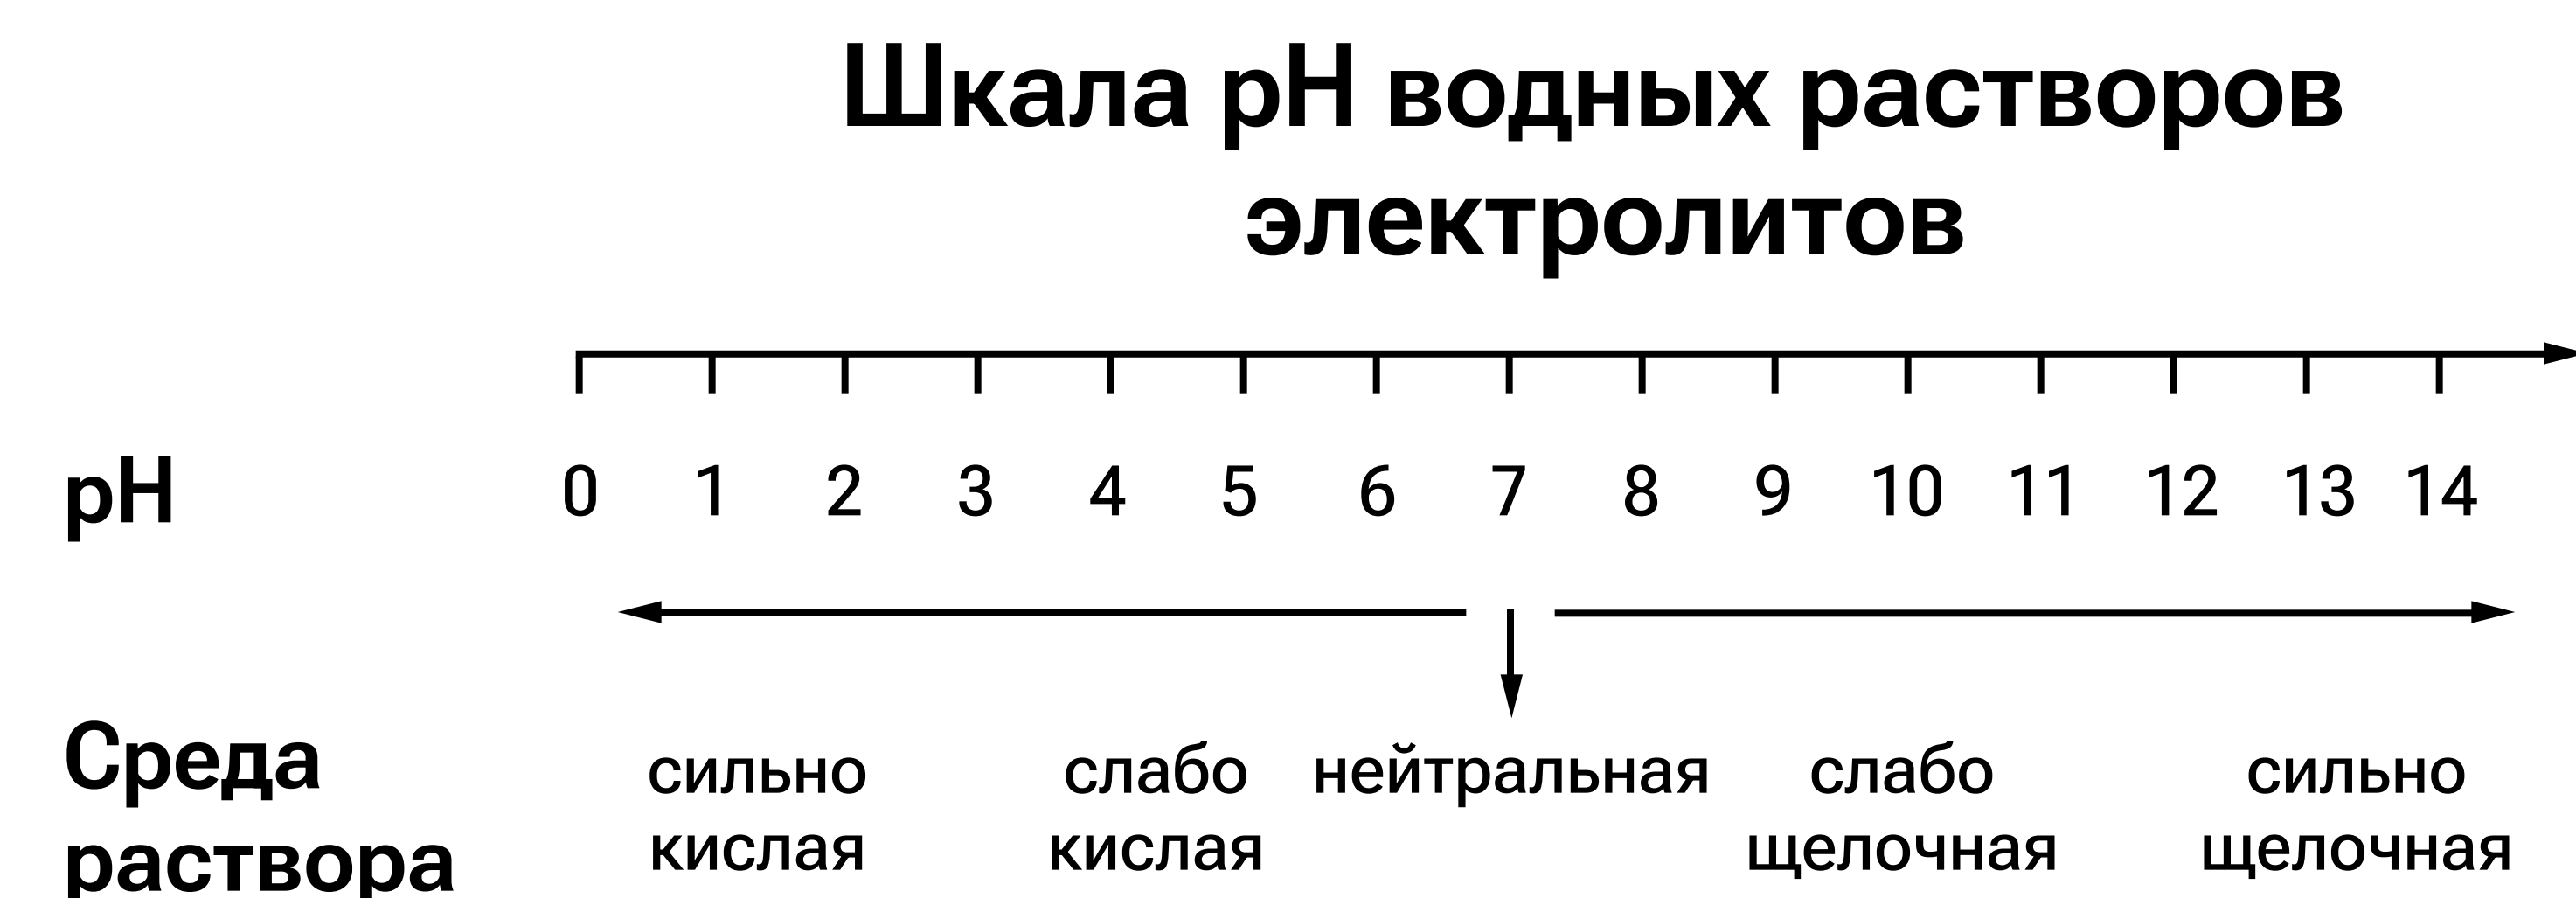 Шкала pH водных растворов
электролитов
pH 0 1 2 3 4 5 6 7 8 9 10 11 12 13 14
Среда сильно слабо нейтральная слабо сильно
раствора кислая кислая щелочная щелочная